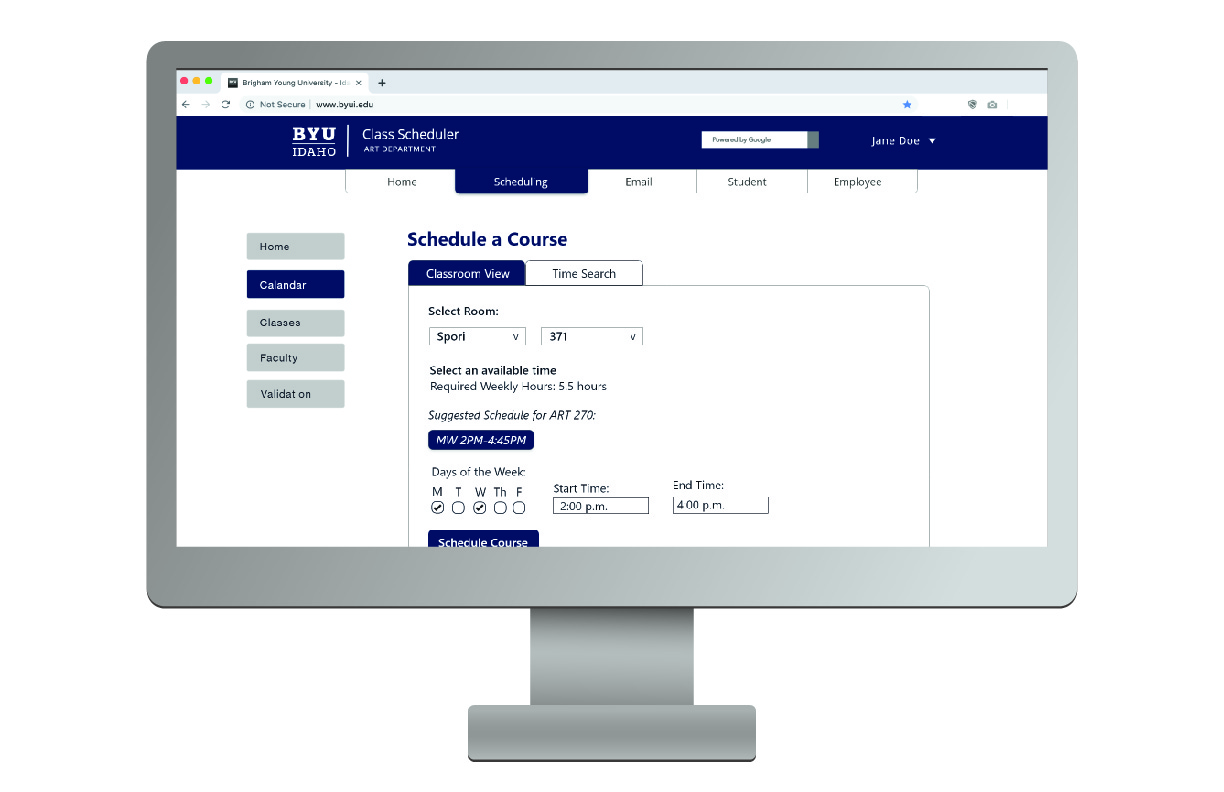 Brigham Young University - Id
Not Secure | www.byui.edu
BYU
IDAHO
Class Scheduler
ART DEPARTMENT
Powered by Google
Jane Doe
Home Scheduling Email Student Employee
Home
Calandar
Classes
Faculty
Validation
Schedule a Course
Classroom View Time Search
Select Room:
Spori v 371 v
Select an available time
Required Weekly Hours: 5.5 hours
Suggested Schedule for ART 270:
MW 2PM-4:45PM
Days of the Week:
M T W Th F
Start Time:
2:00 p.m.
End Time:
4:00 p.m.
Schedule Course